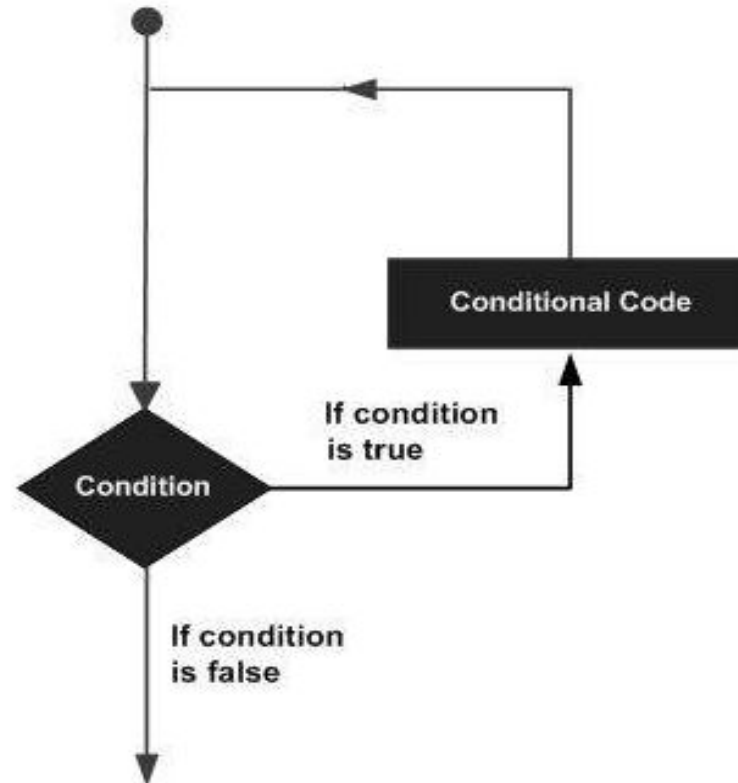 Conditional Code
If condition
is true
Condition
If condition
is false